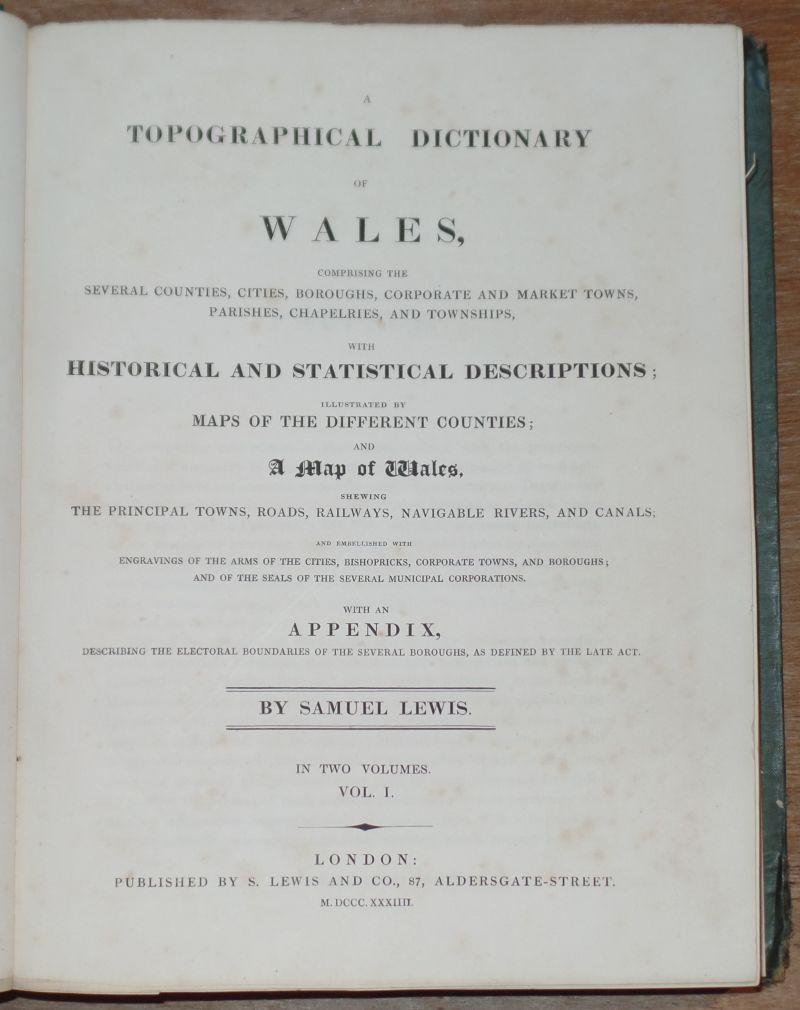 A
TOPOGRAPHICAL DICTIONARY
OF
WALES,
COMPRISING THE
SEVERAL COUNTIES, CITIES, BOROUGHS, CORPORATE AND MARKET TOWNS,
PARISHES, CHAPELRIES, AND TOWNSHIPS,
WITH
HISTORICAL AND STATISTICAL DESCRIPTIONS;
ILLUSTRATED BY
MAPS OF THE DIFFERENT COUNTIES;
AND
A Map of Wales,
SHEWING
THE PRINCIPAL TOWNS, ROADS, RAILWAYS, NAVIGABLE RIVERS, AND CANALS;
AND EMBELLISHED WITH
ENGRAVINGS OF THE ARMS OF THE CITIES, BISHOPRICKS, CORPORATE TOWNS, AND BOROUGHS;
AND OF THE SEALS OF THE SEVERAL MUNICIPAL CORPORATIONS.
WITH AN
APPENDIX,
DESCRIBING THE ELECTORAL BOUNDARIES OF THE SEVERAL BOROUGHS, AS DEFINED BY THE LATE ACT.
BY SAMUEL LEWIS.
IN TWO VOLUMES.
VOL. I.
LONDON:
PUBLISHED BY S. LEWIS AND CO., 87, ALDERSGATE-STREET.
M.DCCC.XXXIIII.